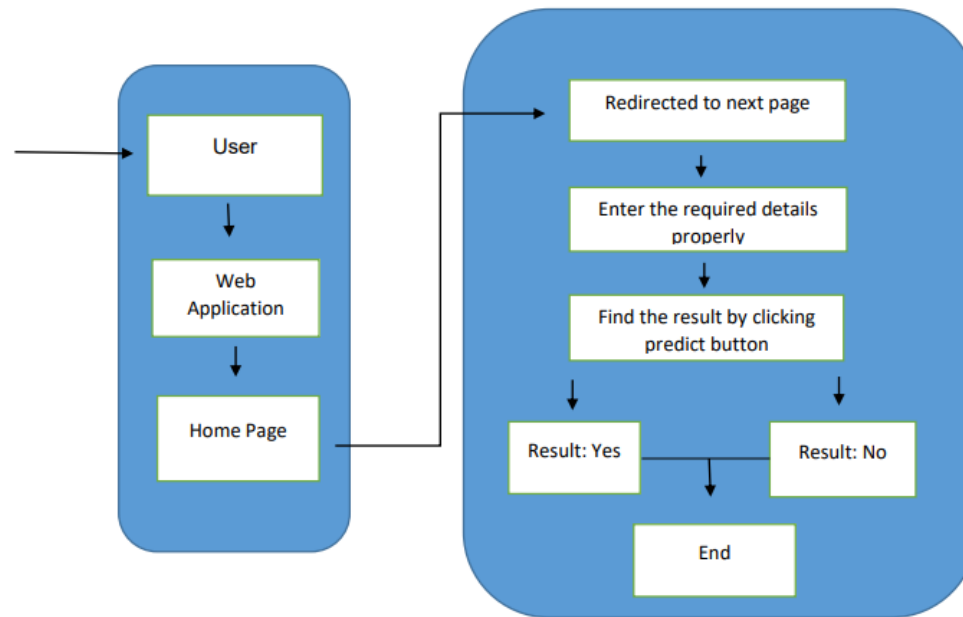 User
Web
Application
Home Page
Redirected to next page
Enter the required details
properly
Find the result by clicking
predict button
Result: Yes
Result: No
End